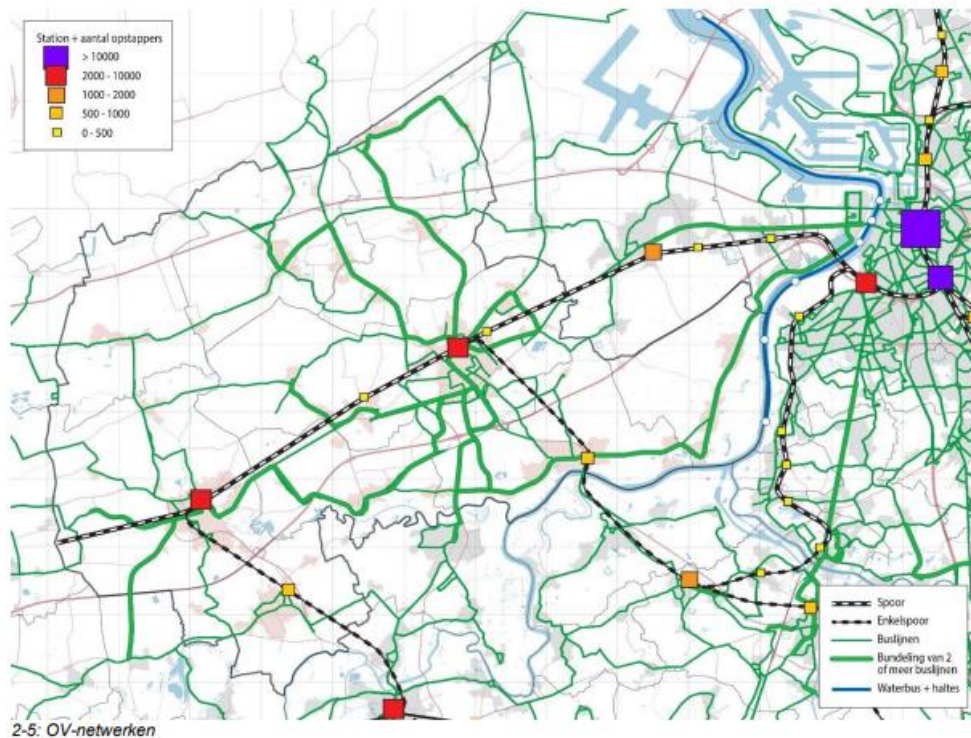 Station + aantal opstappers
> 10000
2000 - 10000
1000 - 2000
500 - 1000
0 - 500
Spoor
Enkelspoor
Buslijnen
Bundeling van 2
of meer buslijnen
Waterbus + haltes
2-5: OV-netwerken